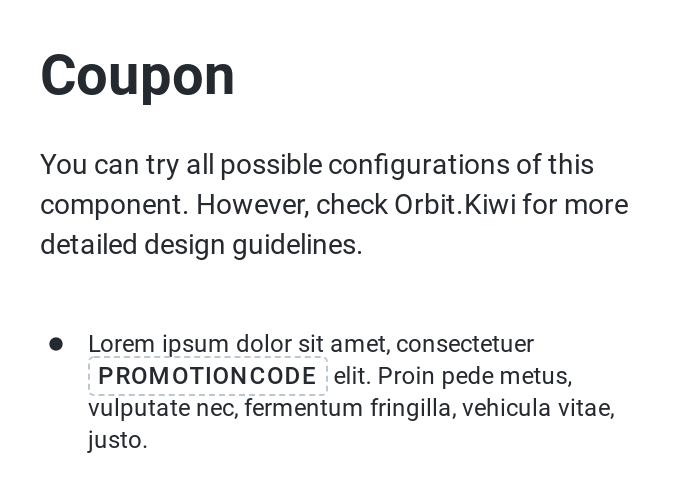 Coupon
You can try all possible configurations of this
component. However, check Orbit.Kiwi for more
detailed design guidelines.
Lorem ipsum dolor sit amet, consectetuer
PROMOTIONCODE elit. Proin pede metus,
vulputate nec, fermentum fringilla, vehicula vitae,
justo.